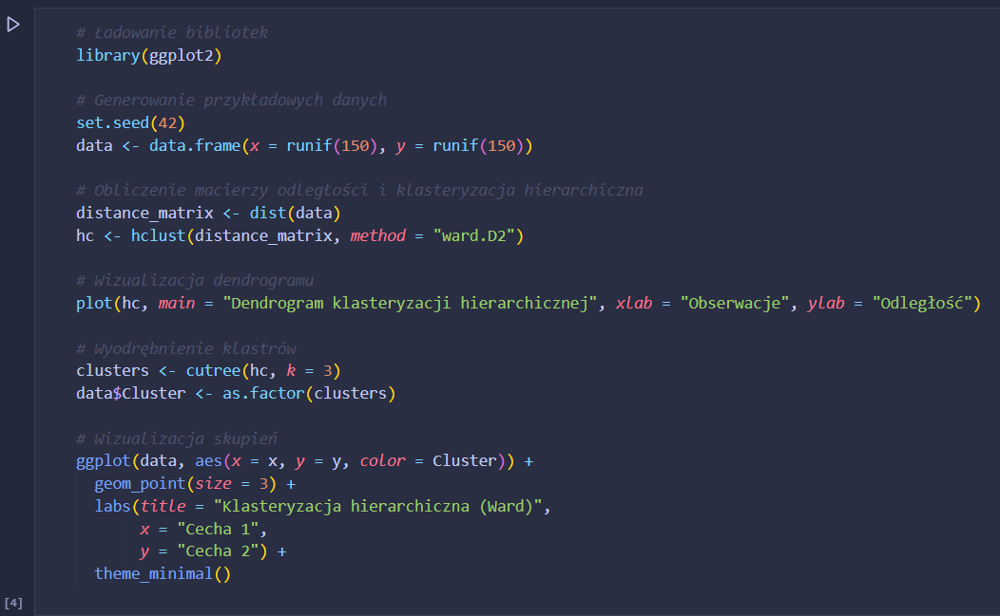 # Ładowanie bibliotek
library(ggplot2)
# Generowanie przykładowych danych
set.seed(42)
data <- data.frame(x = runif(150), y = runif(150))
# Obliczenie macierzy odległości i klasteryzacja hierarchiczna
distance_matrix <- dist(data)
hc <- hclust(distance_matrix, method = "ward.D2")
# Wizualizacja dendrogramu
plot(hc, main = "Dendrogram klasteryzacji hierarchicznej", xlab = "Obserwacje", ylab = "Odległość")
# Wyodrębnienie klastrów
clusters <- cutree(hc, k = 3)
data$Cluster <- as.factor(clusters)
# Wizualizacja skupień
ggplot(data, aes(x = x, y = y, color = Cluster)) +
  geom_point(size = 3) +
  labs(title = "Klasteryzacja hierarchiczna (Ward)",
       x = "Cecha 1",
       y = "Cecha 2") +
  theme_minimal()
[4]